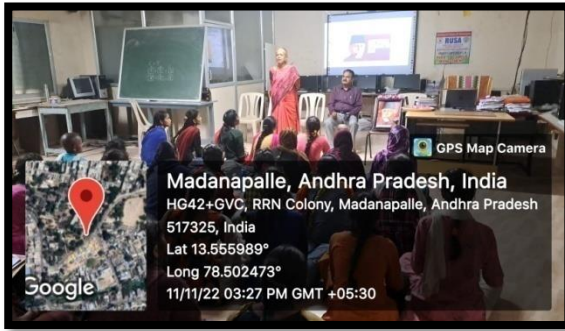 RUSA
GPS Map Camera
Madanapalle, Andhra Pradesh, India
HG42+GVC, RRN Colony, Madanapalle, Andhra Pradesh
517325, India
Lat 13.555989°
Long 78.502473°
11/11/22 03:27 PM GMT +05:30
Google